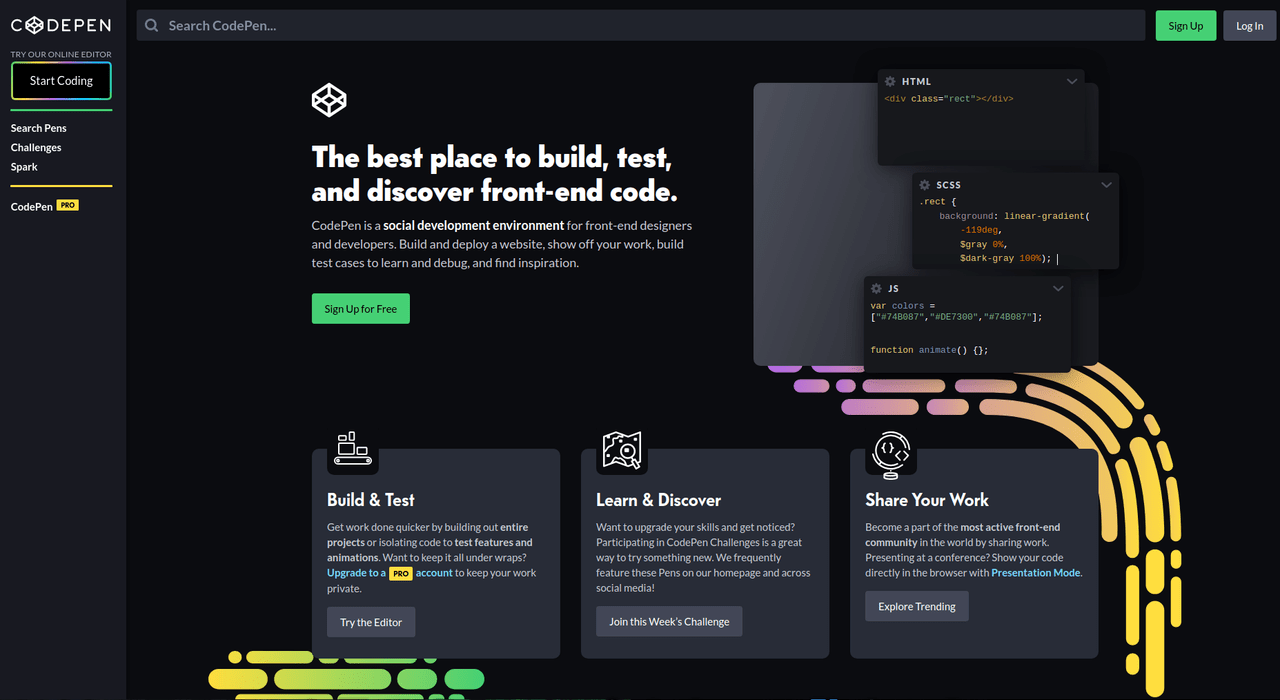 CODEPEN
TRY OUR ONLINE EDITOR
Start Coding
Search Pens
Challenges
Spark
CodePen PRO
Search CodePen...
Sign Up
Log In
The best place to build, test,
and discover front-end code.
CodePen is a social development environment for front-end designers
and developers. Build and deploy a website, show off your work, build
test cases to learn and debug, and find inspiration.
Sign Up for Free
HTML
<div class="rect"></div>
SCSS
.rect {
background: linear-gradient(
-119deg,
$gray 0%,
$dark-gray 100%);
JS
var colors =
["#74B087","#DE7300","#74B087"];
function animate() {};
Build & Test
Get work done quicker by building out entire
projects or isolating code to test features and
animations. Want to keep it all under wraps?
Upgrade to a PRO account to keep your work
private.
Try the Editor
Learn & Discover
Want to upgrade your skills and get noticed?
Participating in CodePen Challenges is a great
way to try something new. We frequently
feature these Pens on our homepage and across
social media!
Join this Week's Challenge
Share Your Work
Become a part of the most active front-end
community in the world by sharing work.
Presenting at a conference? Show your code
directly in the browser with Presentation Mode.
Explore Trending